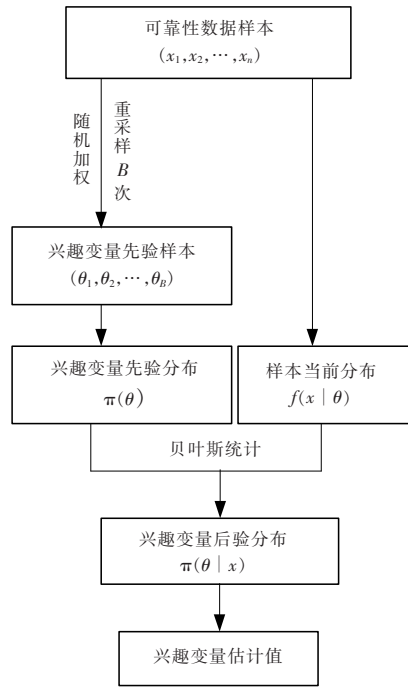 可靠性数据样本
(x₁,x₂,⋯,xₙ)
随机加权
重采样B次
兴趣变量先验样本
(θ₁,θ₂,⋯,θ_B)
兴趣变量先验分布
π(θ)
样本当前分布
f(x｜θ)
贝叶斯统计
兴趣变量后验分布
π(θ｜x)
兴趣变量估计值